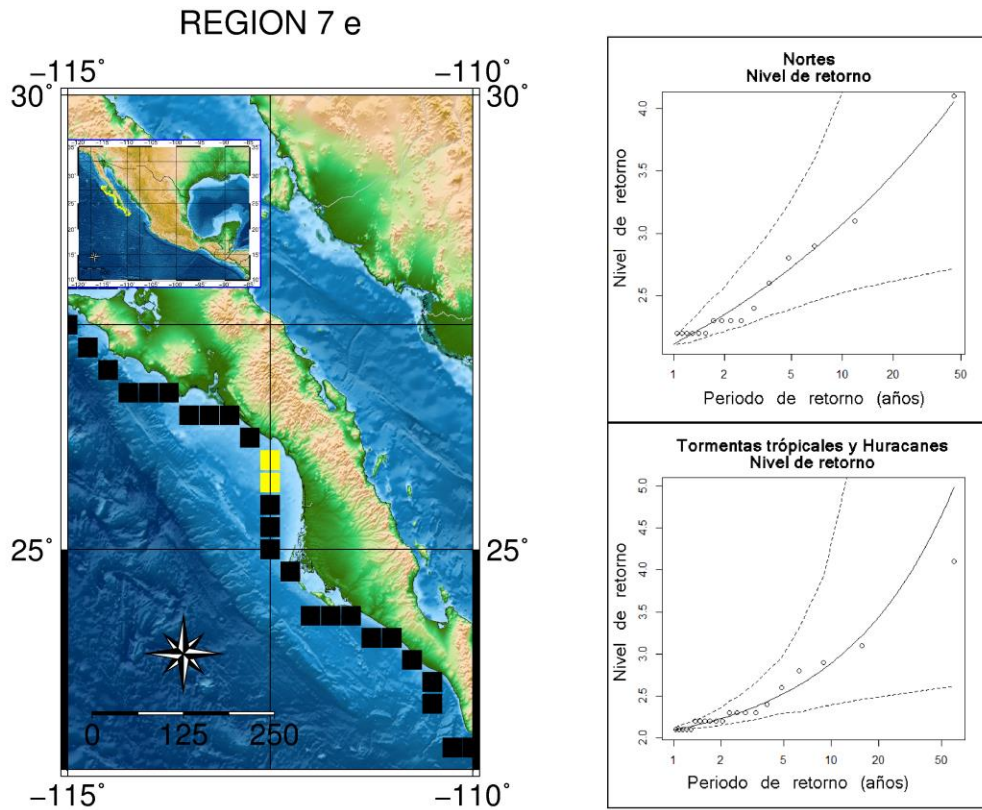 REGION 7 e
−115˚ −110˚
30˚ 30˚
25˚ 25˚
0 125 250
−115˚ −110˚
Nortes
Nivel de retorno
Nivel de retorno
4.0
3.5
3.0
2.5
1 2 5 10 20 50
Periodo de retorno (años)
Tormentas trópicales y Huracanes
Nivel de retorno
Nivel de retorno
5.0
4.5
4.0
3.5
3.0
2.5
2.0
1 2 5 10 20 50
Periodo de retorno (años)